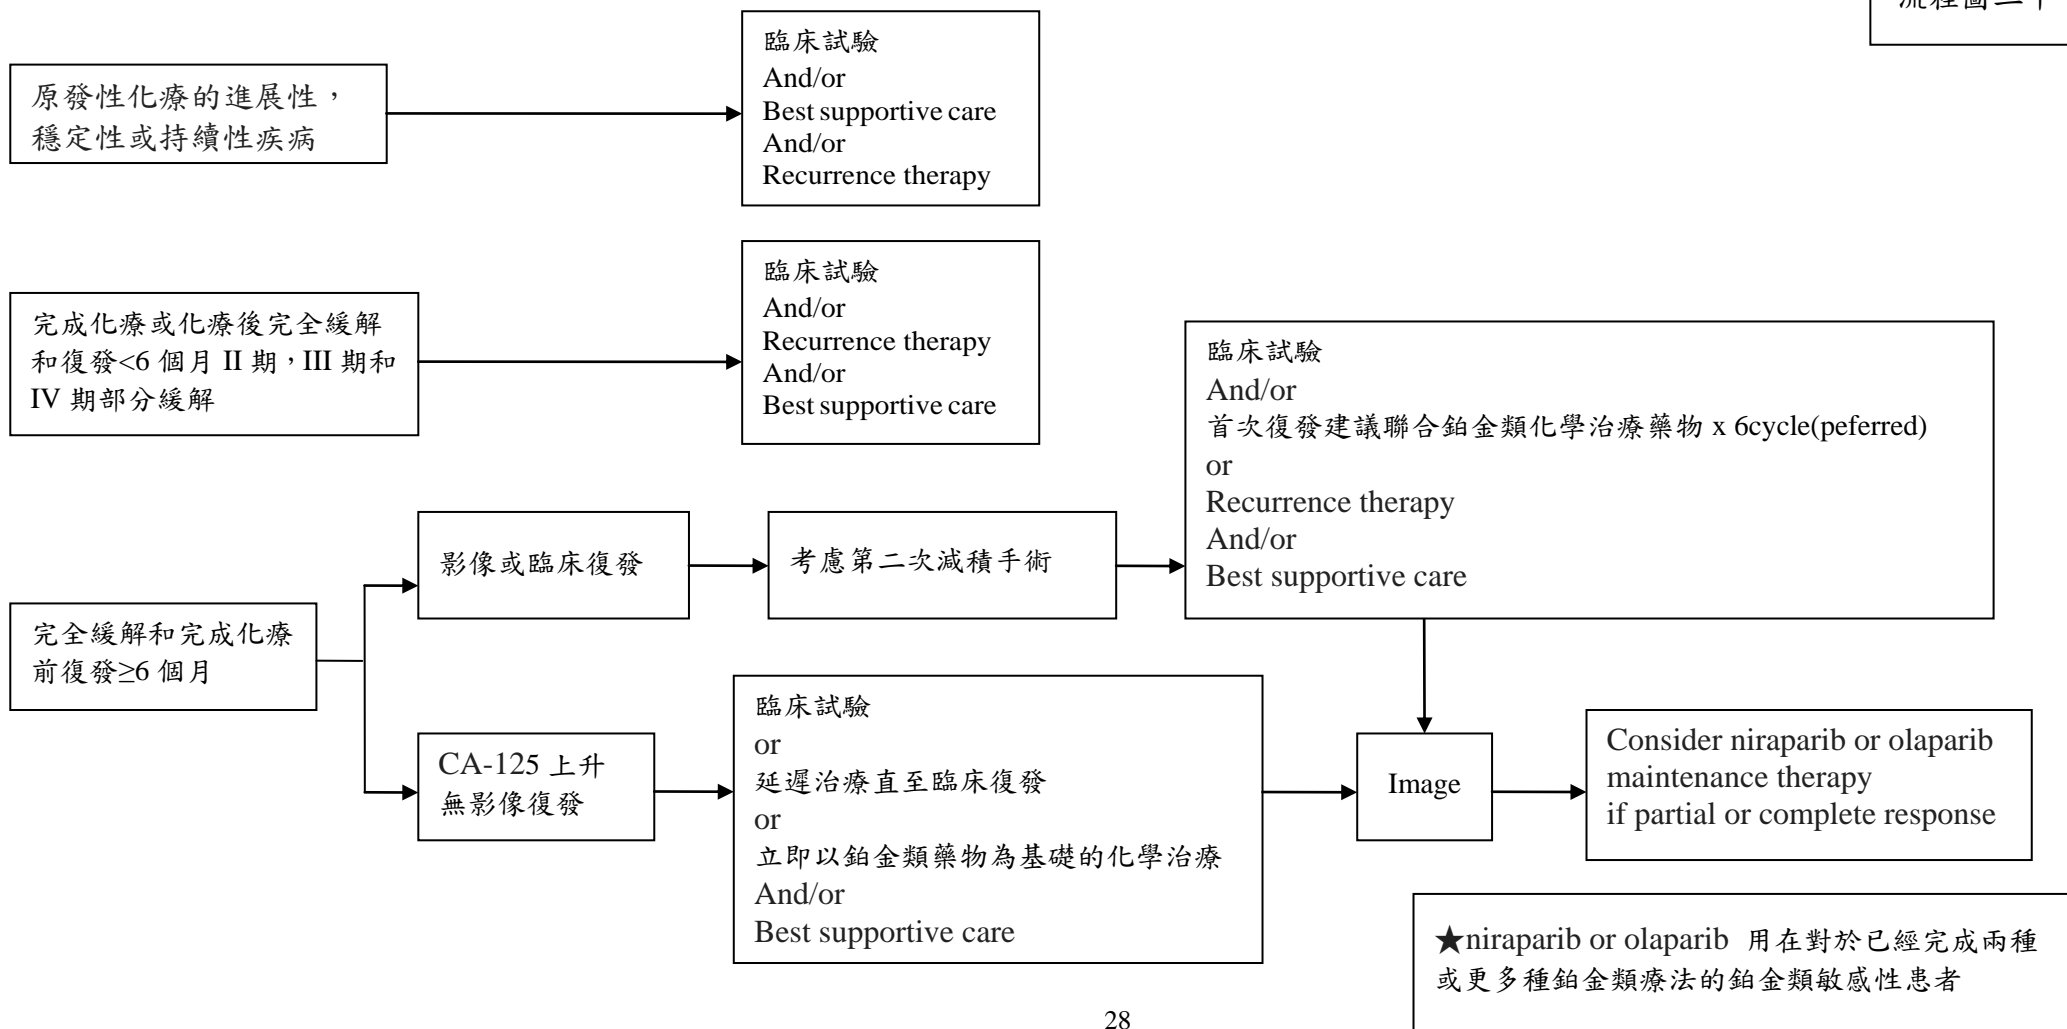 原發性化療的進展性，
穩定性或持續性疾病
臨床試驗
And/or
Best supportive care
And/or
Recurrence therapy
完成化療或化療後完全緩解
和復發<6 個月 II 期，III 期和
IV 期部分緩解
臨床試驗
And/or
Recurrence therapy
And/or
Best supportive care
完全緩解和完成化療
前復發≥6 個月
影像或臨床復發
考慮第二次減積手術
臨床試驗
And/or
首次復發建議聯合鉑金類化學治療藥物 x 6cycle(peferred)
or
Recurrence therapy
And/or
Best supportive care
CA-125 上升
無影像復發
臨床試驗
or
延遲治療直至臨床復發
or
立即以鉑金類藥物為基礎的化學治療
And/or
Best supportive care
Image
Consider niraparib or olaparib
maintenance therapy
if partial or complete response
★niraparib or olaparib 用在對於已經完成兩種
或更多種鉑金類療法的鉑金類敏感性患者
28